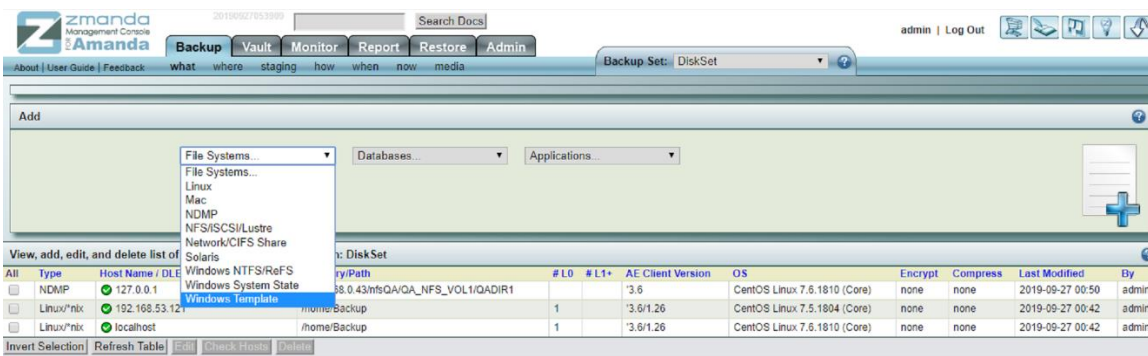 20190927053999
Search Docs
zmanda
Management Console
FOR Amanda
admin | Log Out
Backup Vault Monitor Report Restore Admin
About | User Guide | Feedback
what where staging how when now media
Backup Set: DiskSet
Add
File Systems... Databases... Applications...
File Systems...
Linux
Mac
NDMP
NFS/ISCSI/Lustre
Network/CIFS Share
Solaris
Windows NTFS/ReFS
Windows System State
Windows Template
View, add, edit, and delete list of n: DiskSet
All Type Host Name / DLE ry/Path # L0 # L1+ AE Client Version OS Encrypt Compress Last Modified By
NDMP 127.0.0.1 68.0.43/nfsQA/QA_NFS_VOL1/QADIR1 '3.6 CentOS Linux 7.6.1810 (Core) none none 2019-09-27 00:50 admin
Linux/*nix 192.168.53.121 /home/Backup 1 '3.6/1.26 CentOS Linux 7.5.1804 (Core) none none 2019-09-27 00:42 admin
Linux/*nix localhost /home/Backup 1 '3.6/1.26 CentOS Linux 7.6.1810 (Core) none none 2019-09-27 00:42 admin
Invert Selection Refresh Table Edit Check Hosts Delete